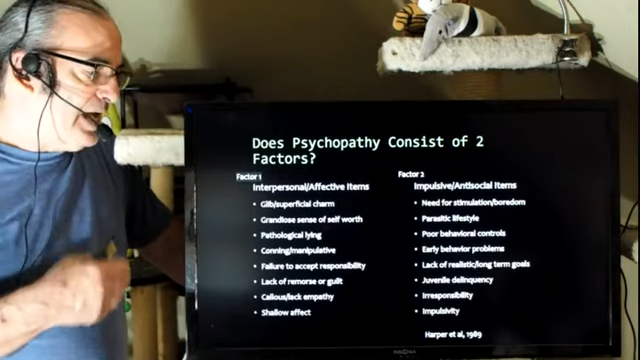 Does Psychopathy Consist of 2
Factors?
Factor 1
Interpersonal/Affective Items
• Glib/superficial charm
• Grandiose sense of self worth
• Pathological lying
• Conning/manipulative
• Failure to accept responsibility
• Lack of remorse or guilt
• Callous/lack empathy
• Shallow affect
Factor 2
Impulsive/Antisocial Items
• Need for stimulation/boredom
• Parasitic lifestyle
• Poor behavioral controls
• Early behavior problems
• Lack of realistic/long term goals
• Juvenile delinquency
• Irresponsibility
• Impulsivity
Harper et al, 1989